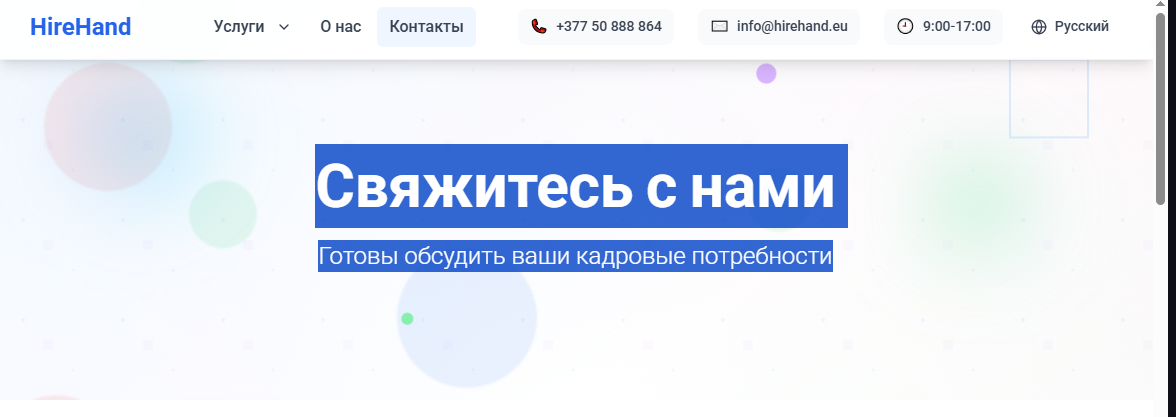 HireHand
Услуги
О нас
Контакты
+377 50 888 864
info@hirehand.eu
9:00-17:00
Русский
Свяжитесь с нами
Готовы обсудить ваши кадровые потребности